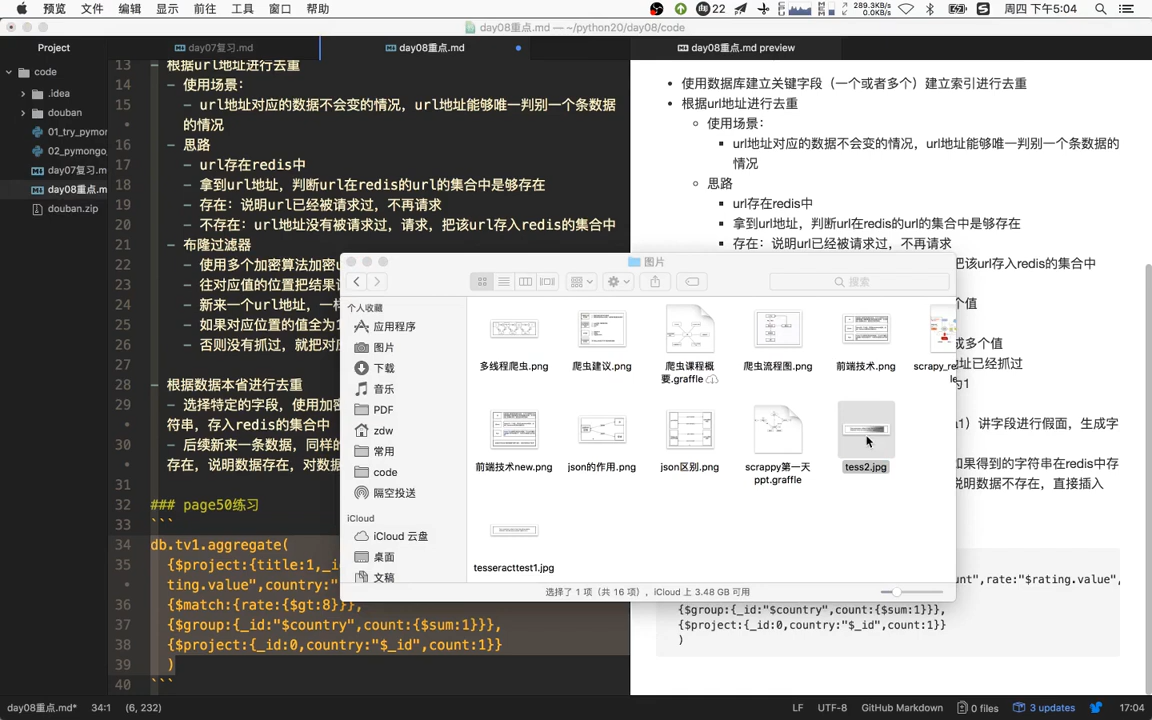 预览 文件 编辑 显示 前往 工具 窗口 帮助
22
289.3KB/s
0.0KB/s
周四下午5:04
day08重点.md — ~/python20/day08/code
Project
day07复习.md
day08重点.md
day08重点.md preview
code
.idea
douban
01_try_pymon
02_pymongo_
day07复习.m
day08重点.m
douban.zip
13 - 根据url地址进行去重
14 - 使用场景:
15 - url地址对应的数据不会变的情况, url地址能够唯一判别一个条数据
的情况
16 - 思路
17 - url存在redis中
18 - 拿到url地址, 判断url在redis的url的集合中是够存在
19 - 存在: 说明url已经被请求过, 不再请求
20 - 不存在: url地址没有被请求过, 请求, 把该url存入redis的集合中
21 - 布隆过滤器
22 - 使用多个加密算法加密u
23 - 往对应值的位置把结果设
24 - 新来一个url地址, 一样
25 - 如果对应位置的值全为1
26 - 否则没有抓过, 就把对应
27
28 - 根据数据本省进行去重
29 - 选择特定的字段, 使用加密
符串, 存入redis的集合中
30 - 后续新来一条数据, 同样的
存在, 说明数据存在, 对数据
31
32 ### page50练习
33 ```
34 db.tv1.aggregate(
35 {$project:{title:1,_i
ting.value",country:"
36 {$match:{rate:{$gt:8}}},
37 {$group:{_id:"$country",count:{$sum:1}}},
38 {$project:{_id:0,country:"$_id",count:1}}
39 )
40 ```
使用数据库建立关键字段（一个或者多个）建立索引进行去重
根据url地址进行去重
使用场景：
url地址对应的数据不会变的情况，url地址能够唯一判别一个条数据的
情况
思路
url存在redis中
拿到url地址，判断url在redis的url的集合中是够存在
存在：说明url已经被请求过，不再请求
把该url存入redis的集合中
个值
或多个值
地址已经抓过
为1
a1）讲字段进行假面，生成字
如果得到的字符串在redis中存
说明数据不存在，直接插入
unt",rate:"$rating.value",
{$group:{_id:"$country",count:{$sum:1}}},
{$project:{_id:0,country:"$_id",count:1}}
)
图片
搜索
个人收藏
应用程序
图片
下载
音乐
PDF
zdw
常用
code
隔空投送
iCloud
iCloud 云盘
桌面
文稿
多线程爬虫.png
爬虫建议.png
爬虫课程概
要.graffle
爬虫流程图.png
前端技术.png
scrapy_re
le
前端技术new.png
json的作用.png
json区别.png
scrappy第一天
ppt.graffle
tess2.jpg
tesseracttest1.jpg
选择了 1 项（共 16 项），iCloud 上 3.48 GB 可用
day08重点.md* 34:1 (6, 232)
LF UTF-8 GitHub Markdown 0 files 3 updates 17:04